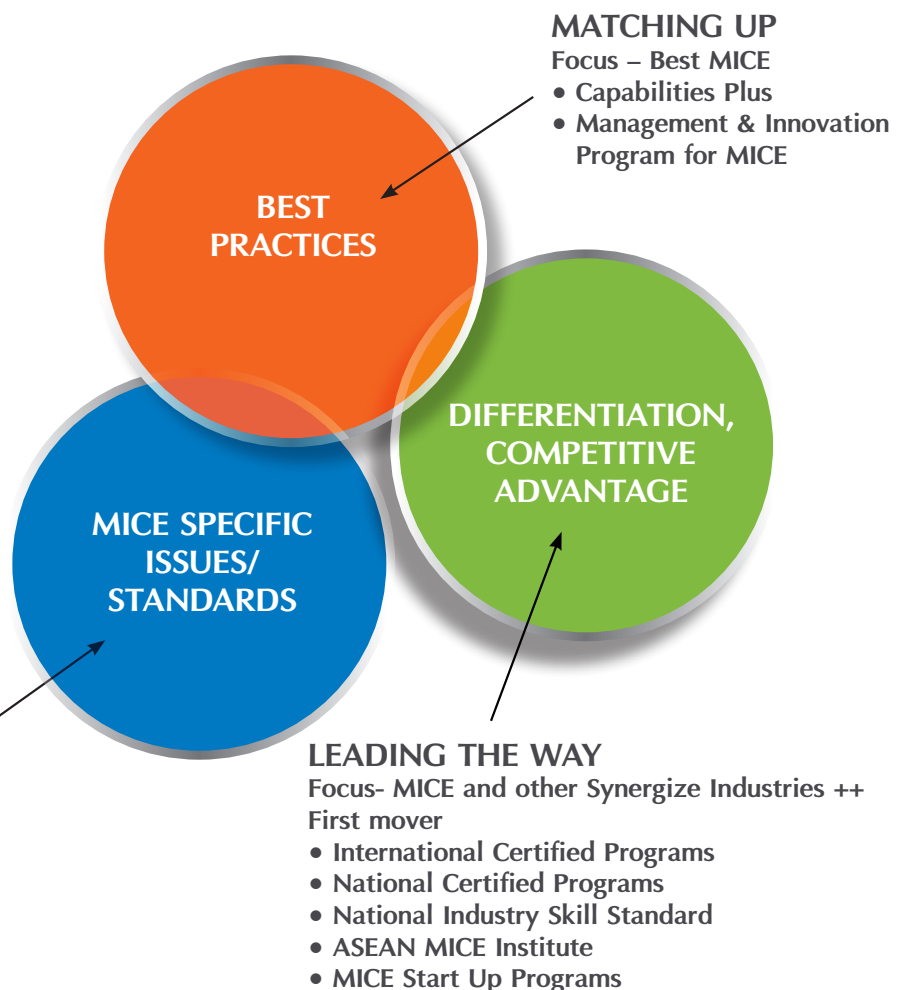 MATCHING UP
Focus – Best MICE
• Capabilities Plus
• Management & Innovation
Program for MICE
BEST
PRACTICES
DIFFERENTIATION,
COMPETITIVE
ADVANTAGE
MICE SPECIFIC
ISSUES/
STANDARDS
LEADING THE WAY
Focus- MICE and other Synergize Industries ++
First mover
• International Certified Programs
• National Certified Programs
• National Industry Skill Standard
• ASEAN MICE Institute
• MICE Start Up Programs